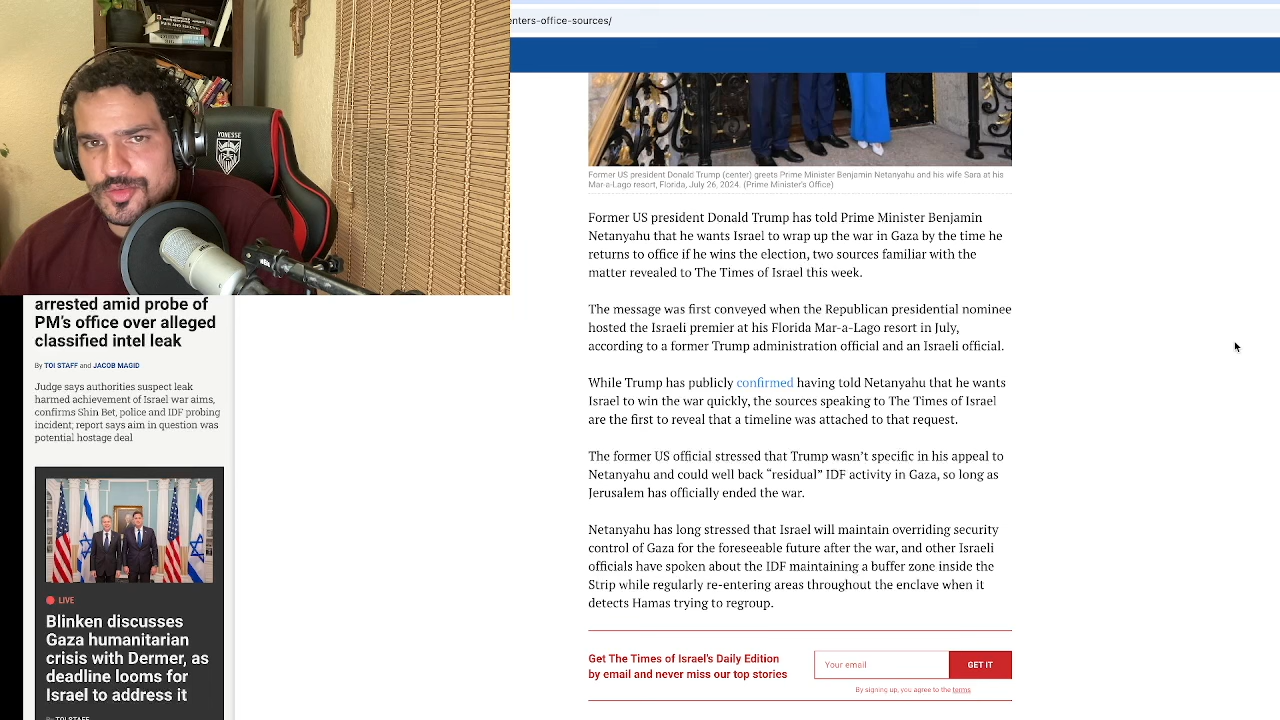 enters-office-sources/
VONESSE
Former US president Donald Trump (center) greets Prime Minister Benjamin Netanyahu and his wife Sara at his
Mar-a-Lago resort, Florida, July 26, 2024. (Prime Minister's Office)
Former US president Donald Trump has told Prime Minister Benjamin
Netanyahu that he wants Israel to wrap up the war in Gaza by the time he
returns to office if he wins the election, two sources familiar with the
matter revealed to The Times of Israel this week.
The message was first conveyed when the Republican presidential nominee
hosted the Israeli premier at his Florida Mar-a-Lago resort in July,
according to a former Trump administration official and an Israeli official.
While Trump has publicly confirmed having told Netanyahu that he wants
Israel to win the war quickly, the sources speaking to The Times of Israel
are the first to reveal that a timeline was attached to that request.
The former US official stressed that Trump wasn't specific in his appeal to
Netanyahu and could well back “residual” IDF activity in Gaza, so long as
Jerusalem has officially ended the war.
Netanyahu has long stressed that Israel will maintain overriding security
control of Gaza for the foreseeable future after the war, and other Israeli
officials have spoken about the IDF maintaining a buffer zone inside the
Strip while regularly re-entering areas throughout the enclave when it
detects Hamas trying to regroup.
Get The Times of Israel's Daily Edition
by email and never miss our top stories
Your email
GET IT
By signing up, you agree to the terms
arrested amid probe of
PM's office over alleged
classified intel leak
By TOI STAFF and JACOB MAGID
Judge says authorities suspect leak
harmed achievement of Israel war aims,
confirms Shin Bet, police and IDF probing
incident; report says aim in question was
potential hostage deal
LIVE
Blinken discusses
Gaza humanitarian
crisis with Dermer, as
deadline looms for
Israel to address it
By TOI STAFF